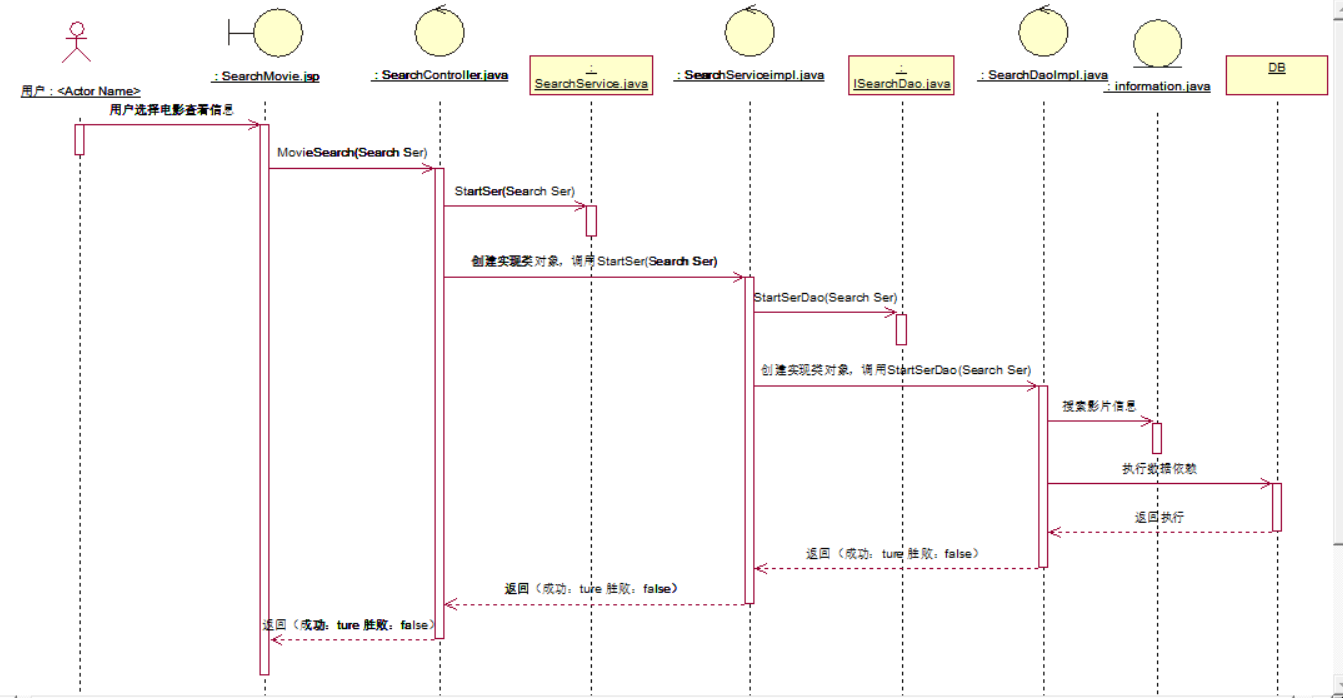 用户 : <Actor Name>
: SearchMovie.jsp
: SearchController.java
:
SearchService.java
: SearchServiceimpl.java
:
ISearchDao.java
: SearchDaoImpl.java
: information.java
DB
用户选择电影查看信息
MovieSearch(Search Ser)
StartSer(Search Ser)
创建实现类对象，调用StartSer(Search Ser)
StartSerDao(Search Ser)
创建实现类对象，调用StartSerDao(Search Ser)
搜索影片信息
执行数据依赖
返回执行
返回（成功：ture 胜败：false）
返回（成功：ture 胜败：false）
返回（成功：ture 胜败：false）